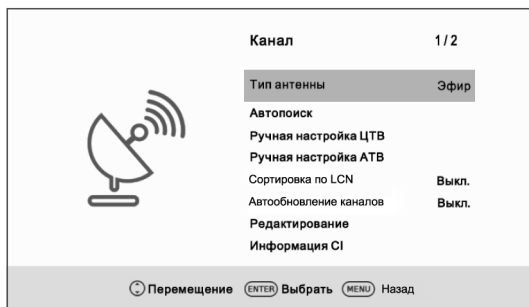 Канал 1/2
Тип антенны Эфир
Автопоиск
Ручная настройка ЦТВ
Ручная настройка АТВ
Сортировка по LCN Выкл.
Автообновление каналов Выкл.
Редактирование
Информация CI
Перемещение ENTER Выбрать MENU Назад